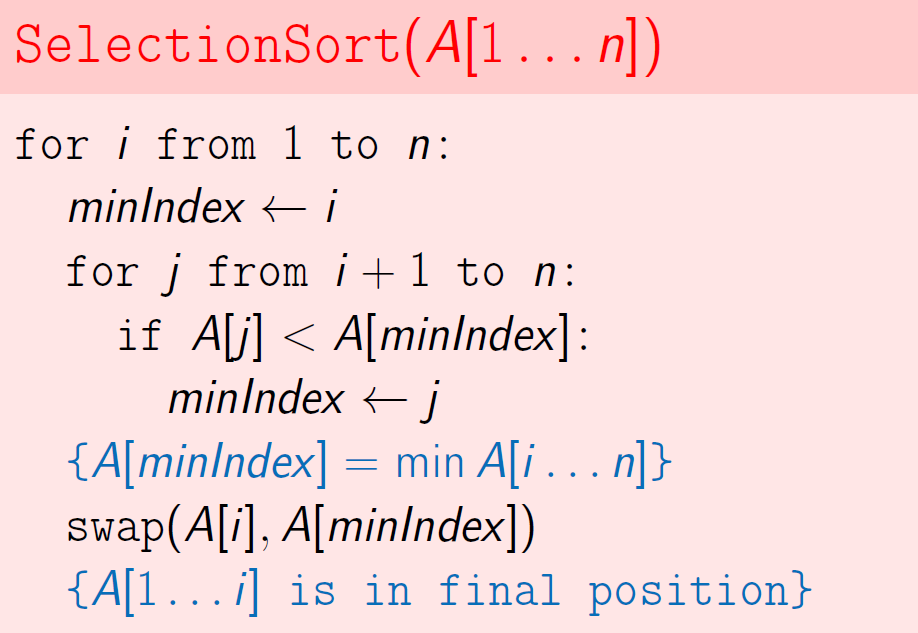 SelectionSort(A[1 . . . n])
for i from 1 to n:
minIndex ← i
for j from i + 1 to n:
if A[j] < A[minIndex]:
minIndex ← j
{A[minIndex] = min A[i . . . n]}
swap(A[i], A[minIndex])
{A[1 . . . i] is in final position}